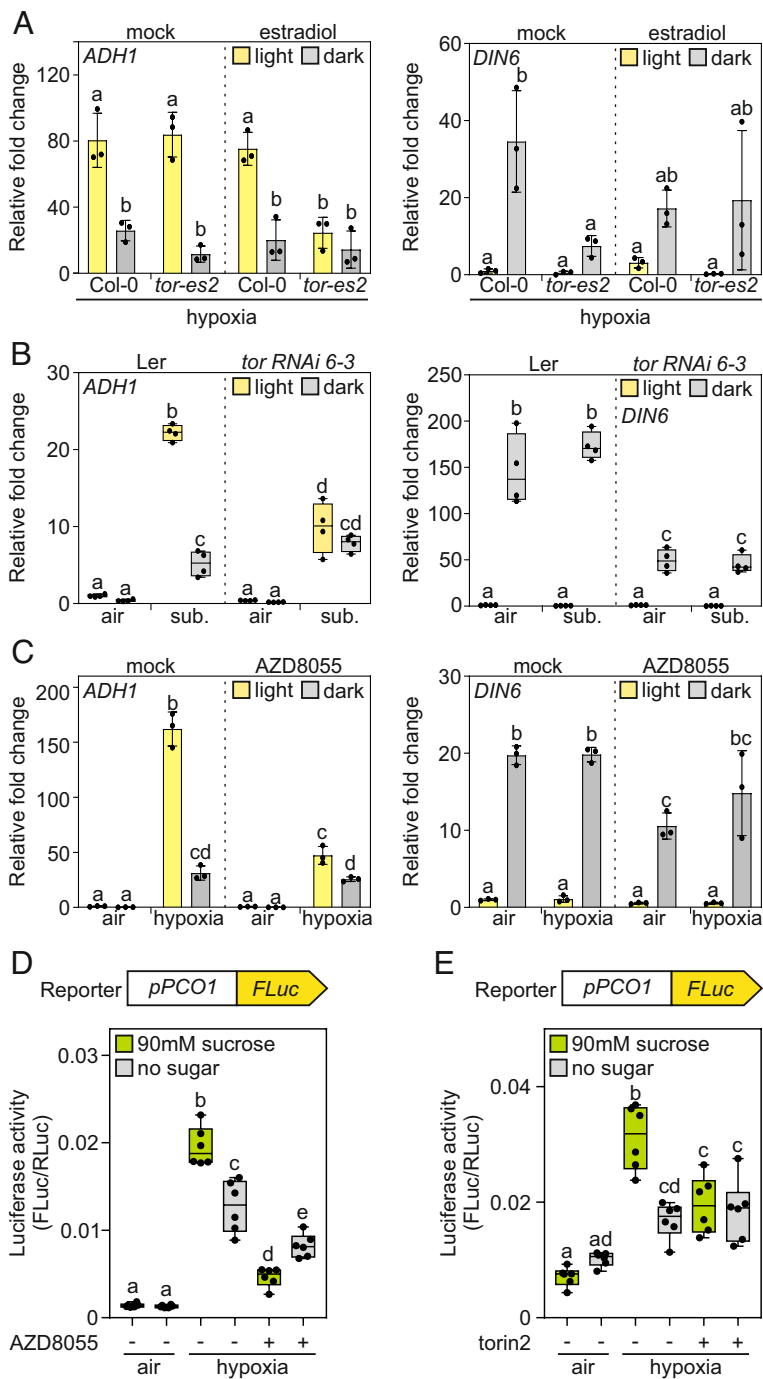 A
mock estradiol
ADH1 light dark
Relative fold change
120
80
40
0
a b a b a b b b
Col-0 tor-es2 Col-0 tor-es2
hypoxia
mock estradiol
DIN6 light dark
Relative fold change
60
40
20
0
a b a a a ab a ab
Col-0 tor-es2 Col-0 tor-es2
hypoxia
B
Ler tor RNAi 6-3
ADH1 light dark
Relative fold change
30
20
10
0
a a b c a a d cd
air sub. air sub.
Ler tor RNAi 6-3
light dark
DIN6
Relative fold change
250
200
150
100
50
0
a b a b a c a c
air sub. air sub.
C
mock AZD8055
ADH1 light dark
Relative fold change
200
150
100
50
0
a a b cd a a c d
air hypoxia air hypoxia
mock AZD8055
DIN6 light dark
Relative fold change
30
20
10
0
a b a b a c a bc
air hypoxia air hypoxia
D
Reporter pPCO1 FLuc
90mM sucrose
no sugar
Luciferase activity
(FLuc/RLuc)
0.03
0.02
0.01
0
a a b c d e
AZD8055 - - - - + +
air hypoxia
E
Reporter pPCO1 FLuc
90mM sucrose
no sugar
Luciferase activity
(FLuc/RLuc)
0.04
0.02
0
a ad b cd c c
torin2 - - - - + +
air hypoxia